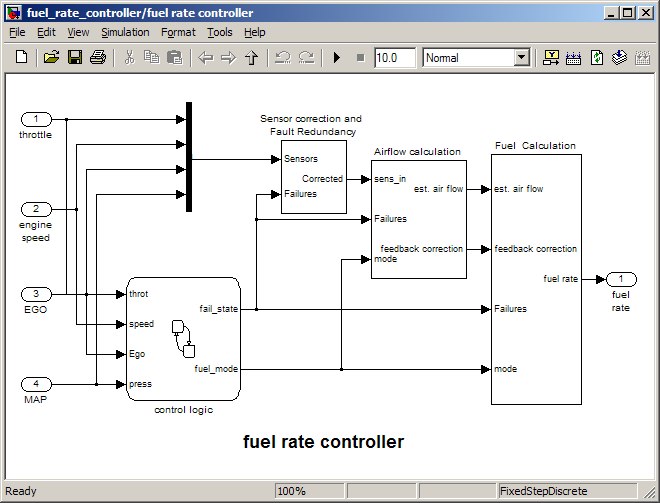 fuel_rate_controller/fuel rate controller
File Edit View Simulation Format Tools Help
10.0 Normal
1
throttle
2
engine
speed
3
EGO
4
MAP
Sensor correction and
Fault Redundancy
Sensors
Corrected
Failures
Airflow calculation
sens_in
est. air flow
Failures
feedback correction
mode
Fuel Calculation
est. air flow
feedback correction
fuel rate
Failures
mode
1
fuel
rate
throt
fail_state
speed
Ego
fuel_mode
press
control logic
fuel rate controller
Ready 100% FixedStepDiscrete